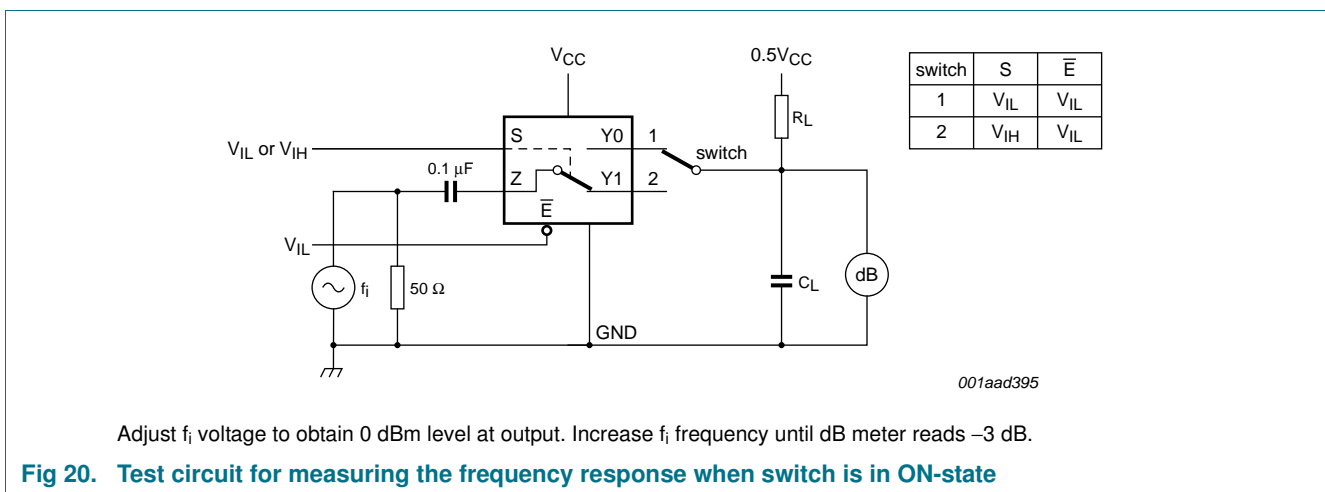 V_CC
0.5V_CC
switch S E̅
1 V_IL V_IL
2 V_IH V_IL
R_L
S Y0 1
switch
V_IL or V_IH
0.1 μF
Z Y1 2
E̅
V_IL
f_i
50 Ω
C_L
dB
GND
001aad395
Adjust f_i voltage to obtain 0 dBm level at output. Increase f_i frequency until dB meter reads −3 dB.
Fig 20. Test circuit for measuring the frequency response when switch is in ON-state